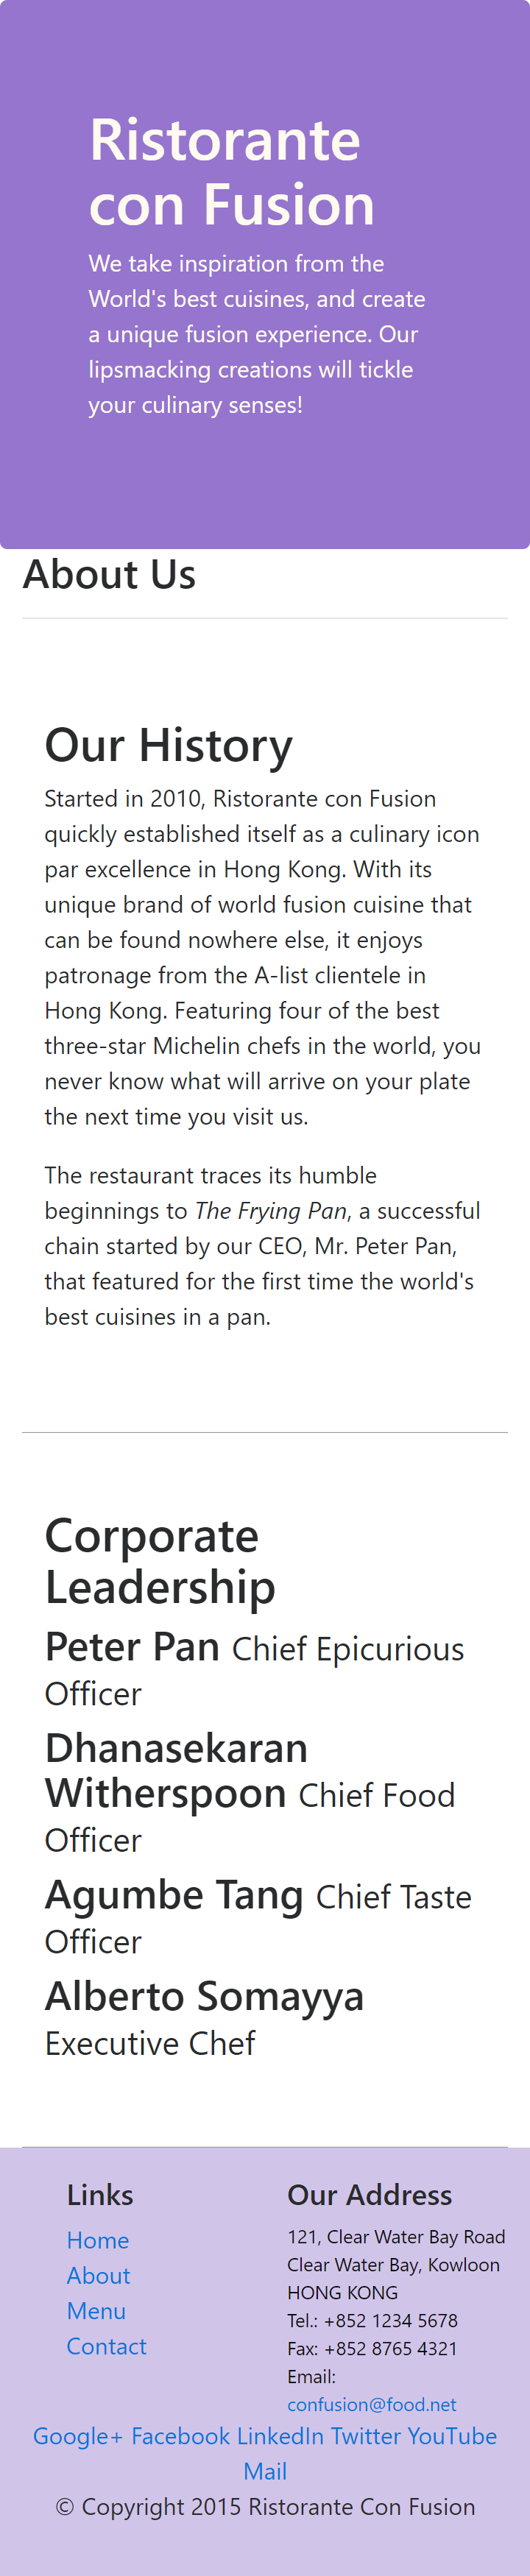 Ristorante
con Fusion
We take inspiration from the
World's best cuisines, and create
a unique fusion experience. Our
lipsmacking creations will tickle
your culinary senses!
About Us
Our History
Started in 2010, Ristorante con Fusion
quickly established itself as a culinary icon
par excellence in Hong Kong. With its
unique brand of world fusion cuisine that
can be found nowhere else, it enjoys
patronage from the A-list clientele in
Hong Kong. Featuring four of the best
three-star Michelin chefs in the world, you
never know what will arrive on your plate
the next time you visit us.
The restaurant traces its humble
beginnings to The Frying Pan, a successful
chain started by our CEO, Mr. Peter Pan,
that featured for the first time the world's
best cuisines in a pan.
Corporate
Leadership
Peter Pan Chief Epicurious
Officer
Dhanasekaran
Witherspoon Chief Food
Officer
Agumbe Tang Chief Taste
Officer
Alberto Somayya
Executive Chef
Links
Home
About
Menu
Contact
Our Address
121, Clear Water Bay Road
Clear Water Bay, Kowloon
HONG KONG
Tel.: +852 1234 5678
Fax: +852 8765 4321
Email:
confusion@food.net
Google+ Facebook LinkedIn Twitter YouTube
Mail
© Copyright 2015 Ristorante Con Fusion